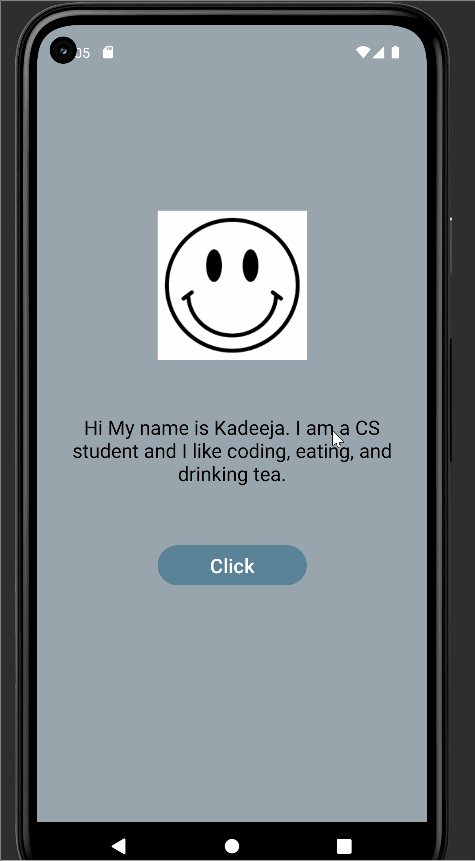 05
Hi My name is Kadeeja. I am a CS
student and I like coding, eating, and
drinking tea.
Click